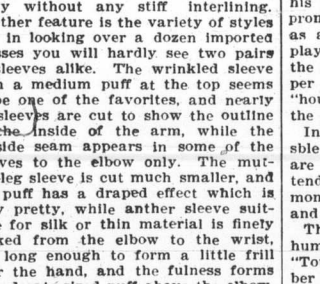 y without any stiff interlining.
ther feature is the variety of styles
in looking over a dozen imported
sses you will hardly see two pairs
sleeves alike. The wrinkled sleeve
a medium puff at the top seems
be one of the favorites, and nearly
sleeves are cut to show the outline
the inside of the arm, while the
side seam appears in some of the
ves to the elbow only. The mut-
leg sleeve is cut much smaller, and
puff has a draped effect which is
y pretty, while anther sleeve suit-
e for silk or thin material is finely
ked from the elbow to the wrist,
long enough to form a little frill
r the hand, and the fulness forms
his
pron
as a
play
the
per
"hou
the
In
sble
are
tend
mon
and
Th
hum
"Tou
ber